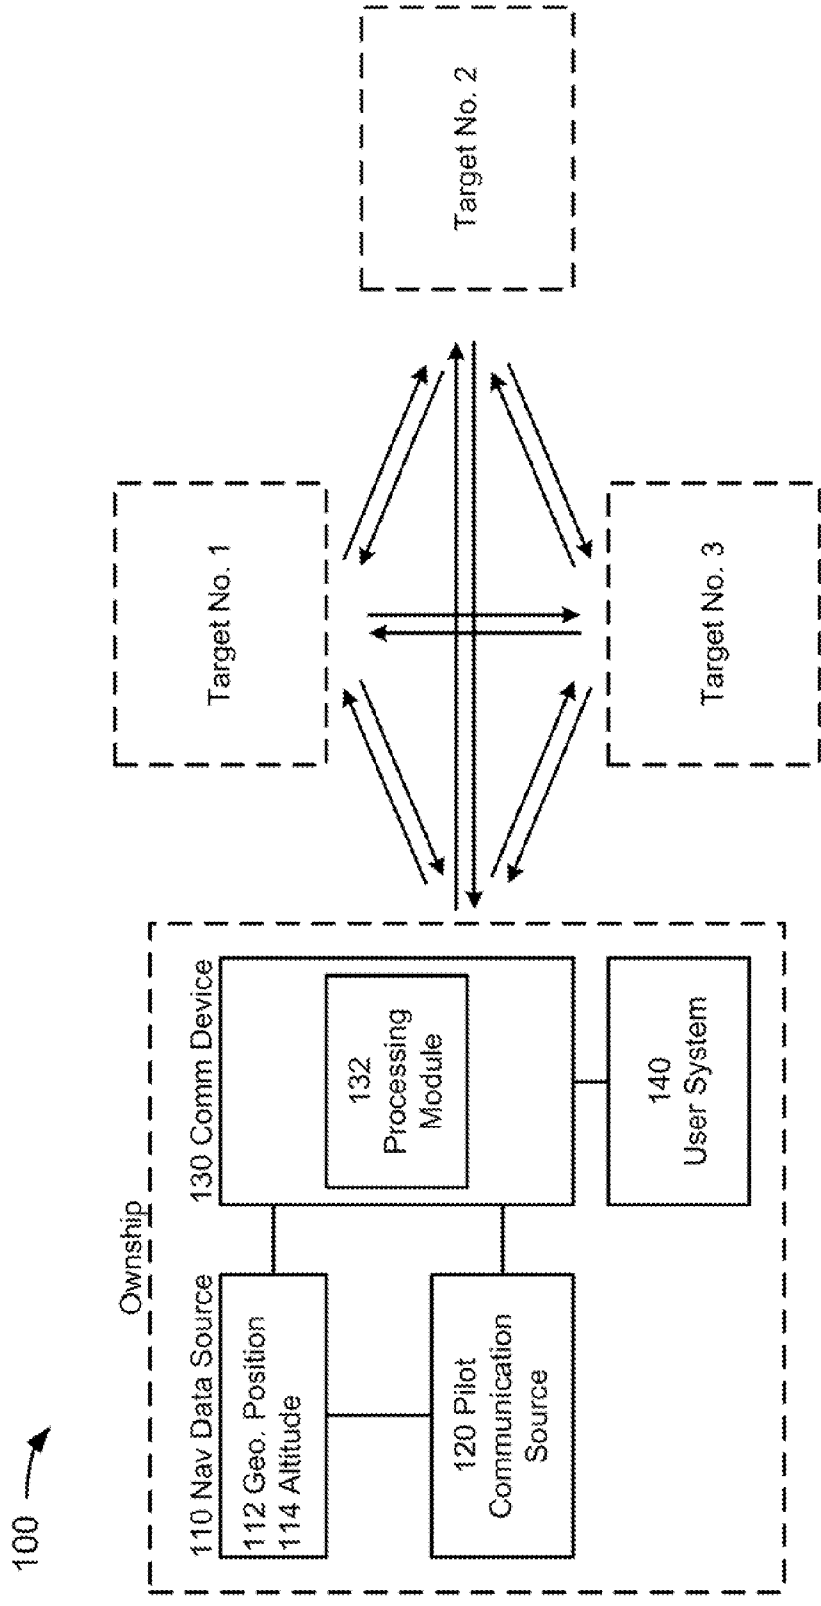 100
Ownship
110 Nav Data Source
112 Geo. Position
114 Altitude
120 Pilot
Communication
Source
130 Comm Device
132
Processing
Module
140
User System
Target No. 1
Target No. 2
Target No. 3